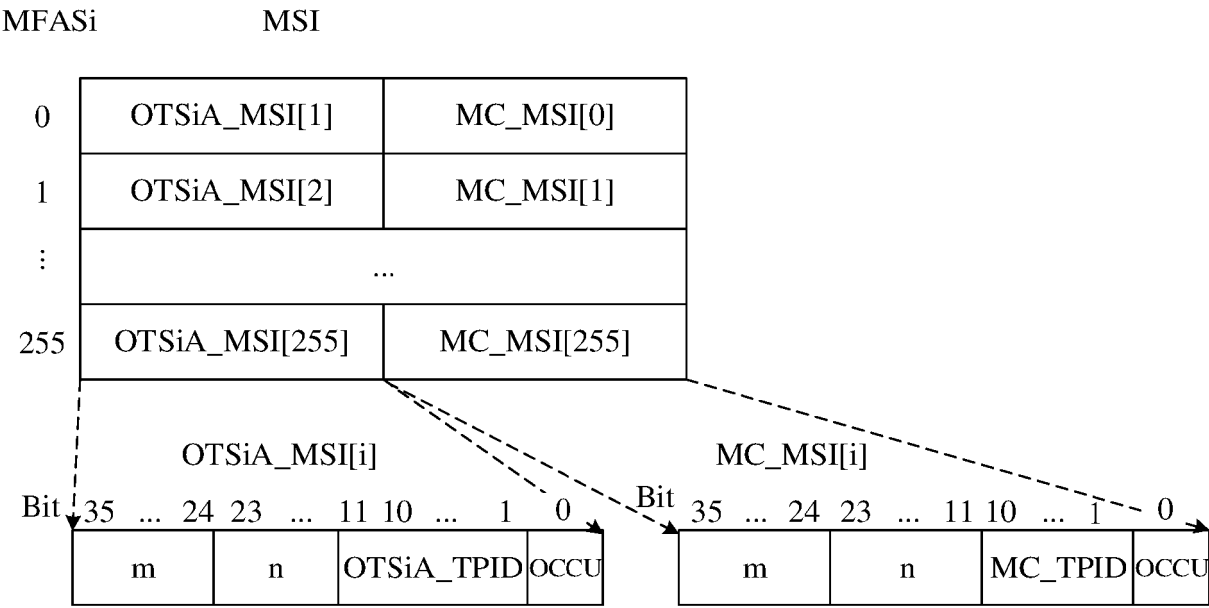 MFASi MSI
0 OTSiA_MSI[1] MC_MSI[0]
1 OTSiA_MSI[2] MC_MSI[1]
⋮ ...
255 OTSiA_MSI[255] MC_MSI[255]
OTSiA_MSI[i] MC_MSI[i]
Bit 35 ... 24 23 ... 11 10 ... 1 0 Bit 35 ... 24 23 ... 11 10 ... 1 0
m n OTSiA_TPID OCCU m n MC_TPID OCCU